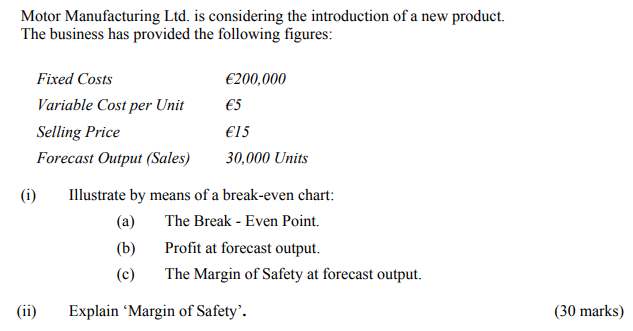 Motor Manufacturing Ltd. is considering the introduction of a new product.
The business has provided the following figures:
Fixed Costs €200,000
Variable Cost per Unit €5
Selling Price €15
Forecast Output (Sales) 30,000 Units
(i) Illustrate by means of a break-even chart:
(a) The Break - Even Point.
(b) Profit at forecast output.
(c) The Margin of Safety at forecast output.
(ii) Explain ‘Margin of Safety’. (30 marks)